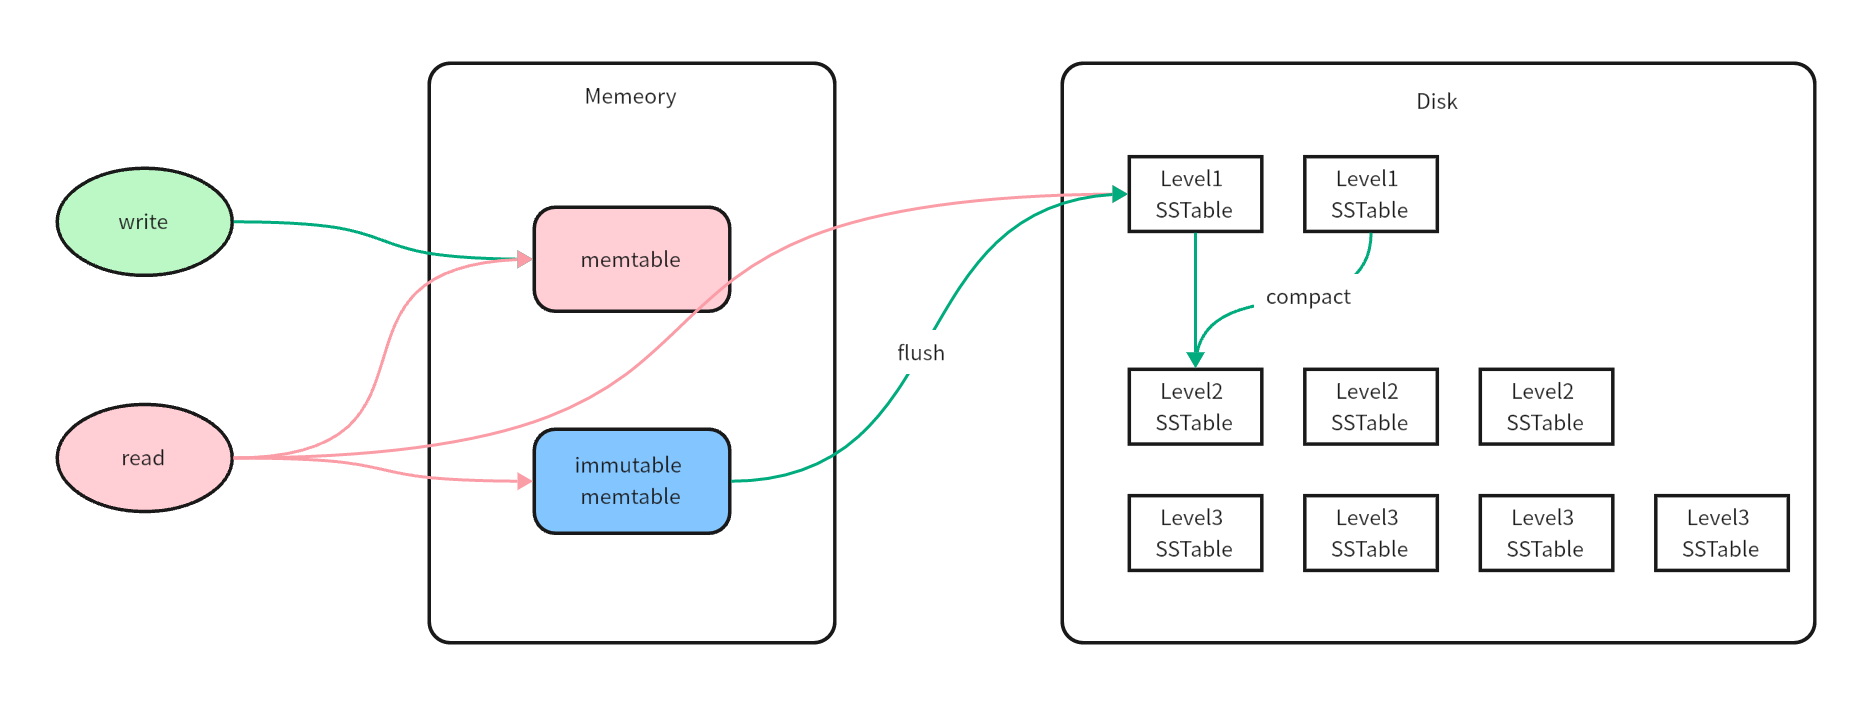 Memeory
Disk
write
memtable
read
immutable
memtable
flush
Level1
SSTable
Level1
SSTable
compact
Level2
SSTable
Level2
SSTable
Level2
SSTable
Level3
SSTable
Level3
SSTable
Level3
SSTable
Level3
SSTable